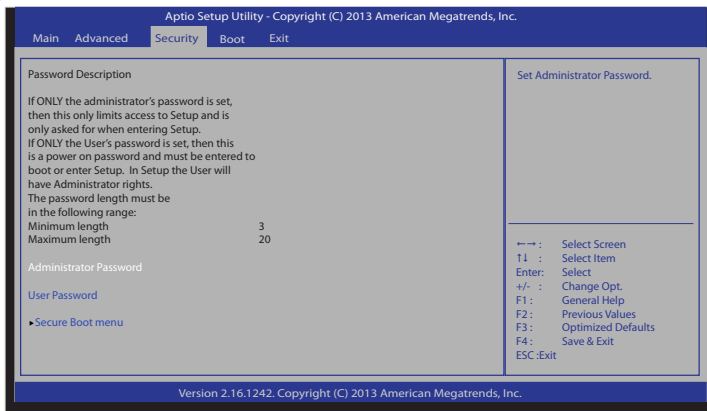 Aptio Setup Utility - Copyright (C) 2013 American Megatrends, Inc.
Main Advanced Security Boot Exit
Password Description
If ONLY the administrator's password is set,
then this only limits access to Setup and is
only asked for when entering Setup.
If ONLY the User's password is set, then this
is a power on password and must be entered to
boot or enter Setup. In Setup the User will
have Administrator rights.
The password length must be
in the following range:
Minimum length 3
Maximum length 20
Administrator Password
User Password
▸Secure Boot menu
Set Administrator Password.
←→ : Select Screen
↑↓ : Select Item
Enter: Select
+/- : Change Opt.
F1 : General Help
F2 : Previous Values
F3 : Optimized Defaults
F4 : Save & Exit
ESC :Exit
Version 2.16.1242. Copyright (C) 2013 American Megatrends, Inc.